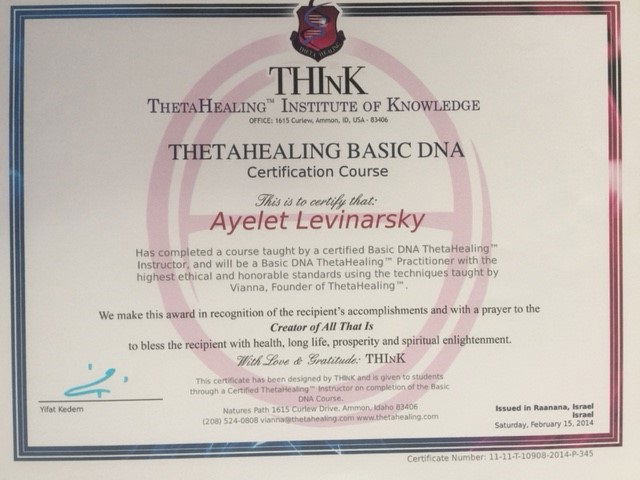 THETA HEALING
THInK
THETAHEALING™ INSTITUTE OF KNOWLEDGE
OFFICE: 1615 Curlew, Ammon, ID, USA - 83406
THETAHEALING BASIC DNA
Certification Course
This is to certify that:
Ayelet Levinarsky
Has completed a course taught by a certified Basic DNA ThetaHealing™
Instructor, and will be a Basic DNA ThetaHealing™ Practitioner with the
highest ethical and honorable standards using the techniques taught by
Vianna, Founder of ThetaHealing™.
We make this award in recognition of the recipient's accomplishments and with a prayer to the
Creator of All That Is
to bless the recipient with health, long life, prosperity and spiritual enlightenment.
With Love & Gratitude: THInK
This certificate has been designed by THInK and is given to students
through a Certified ThetaHealing™ Instructor on completion of the Basic
DNA Course.
Natures Path 1615 Curlew Drive, Ammon, Idaho 83406
(208) 524-0808 vianna@thetahealing.com www.thetahealing.com
Yifat Kedem
Issued in Raanana, Israel
Israel
Saturday, February 15, 2014
Certificate Number: 11-11-T-10908-2014-P-345